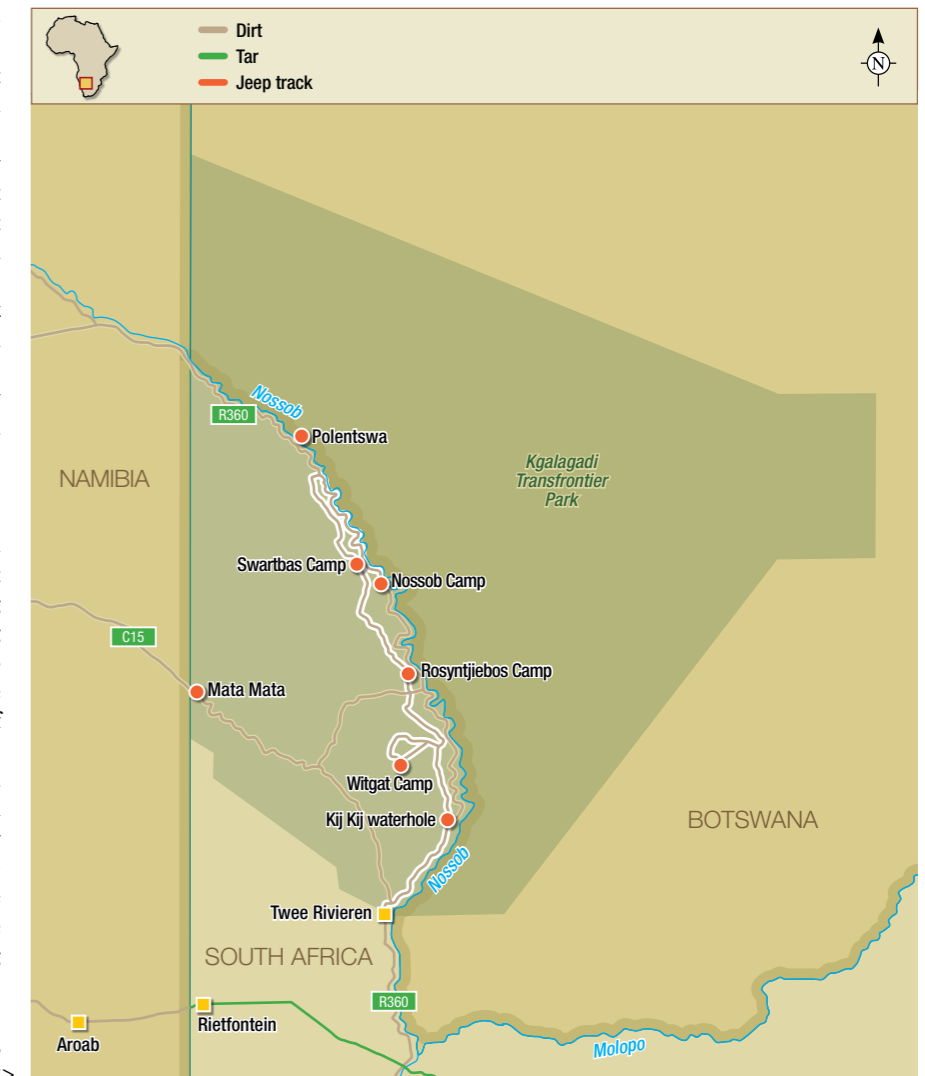 Dirt
Tar
Jeep track
N
Nossob
R360
Polentswa
NAMIBIA
Kgalagadi
Transfrontier
Park
Swartbas Camp
Nossob Camp
C15
Rosyntjiebos Camp
Mata Mata
Witgat Camp
Kij Kij waterhole
BOTSWANA
Nossob
Twee Rivieren
SOUTH AFRICA
R360
Rietfontein
Aroab
Molopo